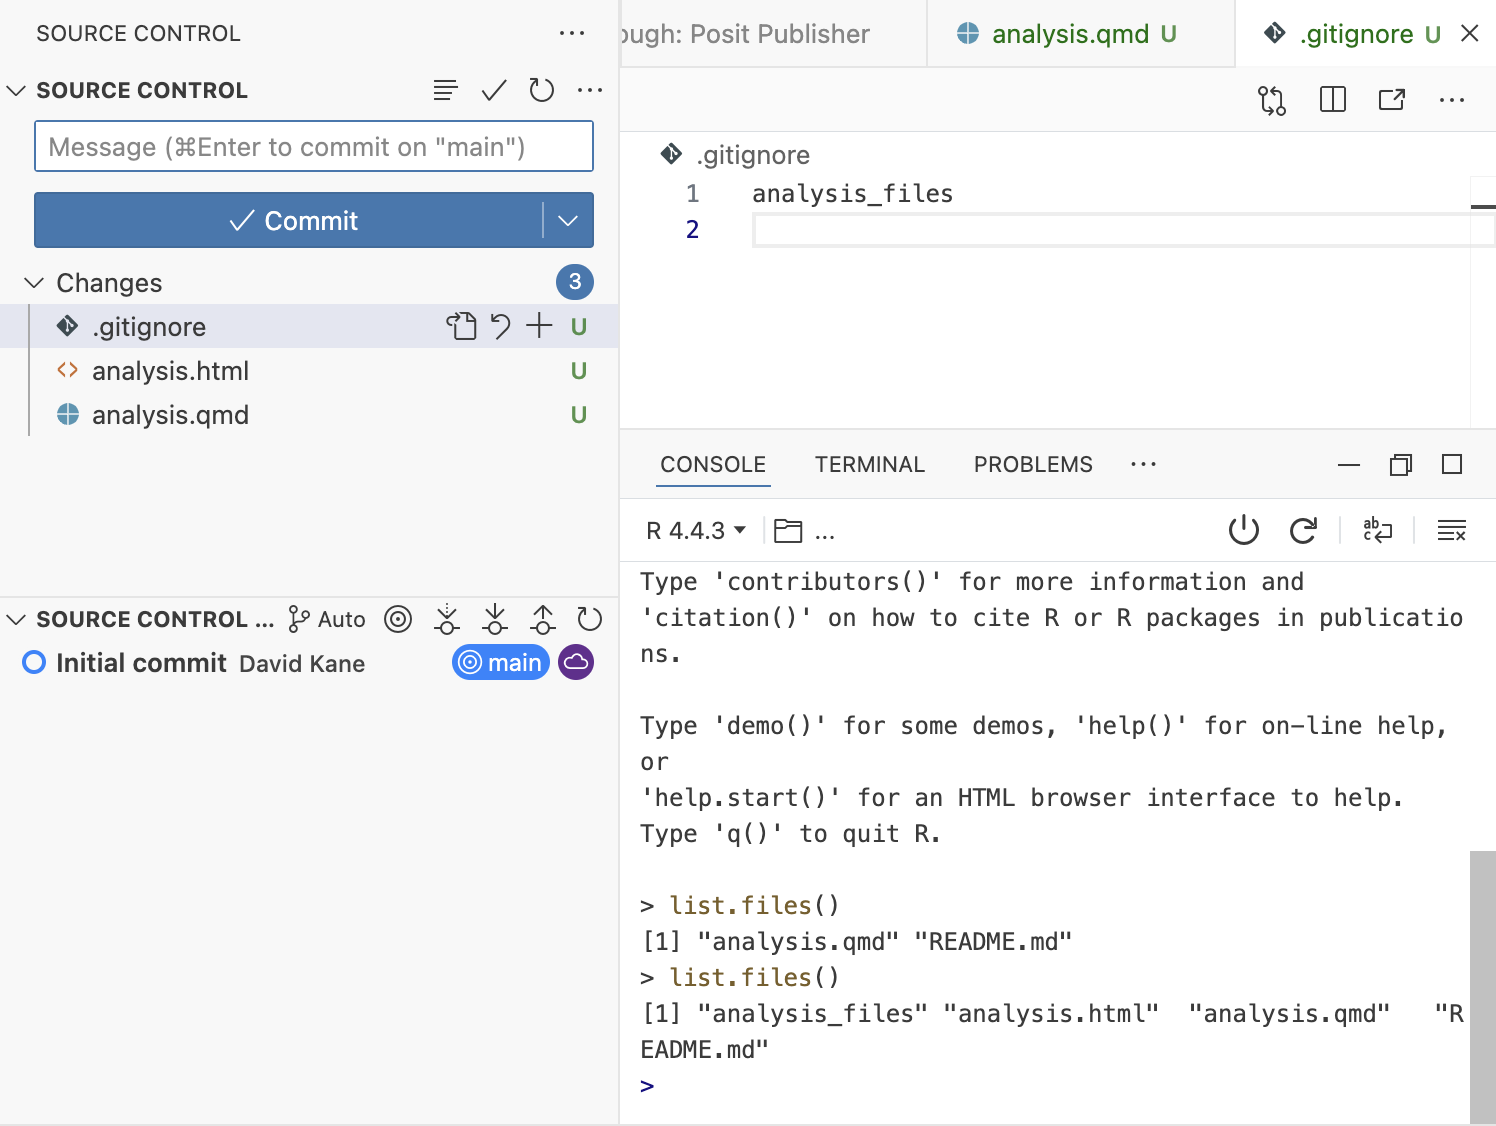 SOURCE CONTROL
SOURCE CONTROL
Message (⌘Enter to commit on "main")
Commit
Changes 3
.gitignore U
analysis.html U
analysis.qmd U
SOURCE CONTROL ... Auto
Initial commit David Kane main
ough: Posit Publisher
analysis.qmd U
.gitignore U
.gitignore
1 analysis_files
2
CONSOLE TERMINAL PROBLEMS
R 4.4.3 ...
Type 'contributors()' for more information and
'citation()' on how to cite R or R packages in publicatio
ns.
Type 'demo()' for some demos, 'help()' for on-line help,
or
'help.start()' for an HTML browser interface to help.
Type 'q()' to quit R.
> list.files()
[1] "analysis.qmd" "README.md"
> list.files()
[1] "analysis_files" "analysis.html"  "analysis.qmd"   "R
EADME.md"
>